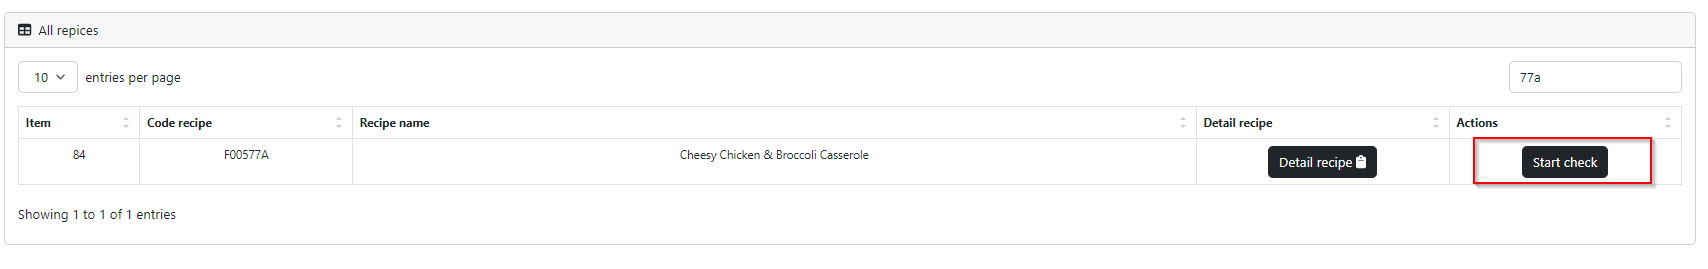 All repices
10 entries per page
77a
Item Code recipe Recipe name Detail recipe Actions
84 F00577A Cheesy Chicken & Broccoli Casserole Detail recipe Start check
Showing 1 to 1 of 1 entries